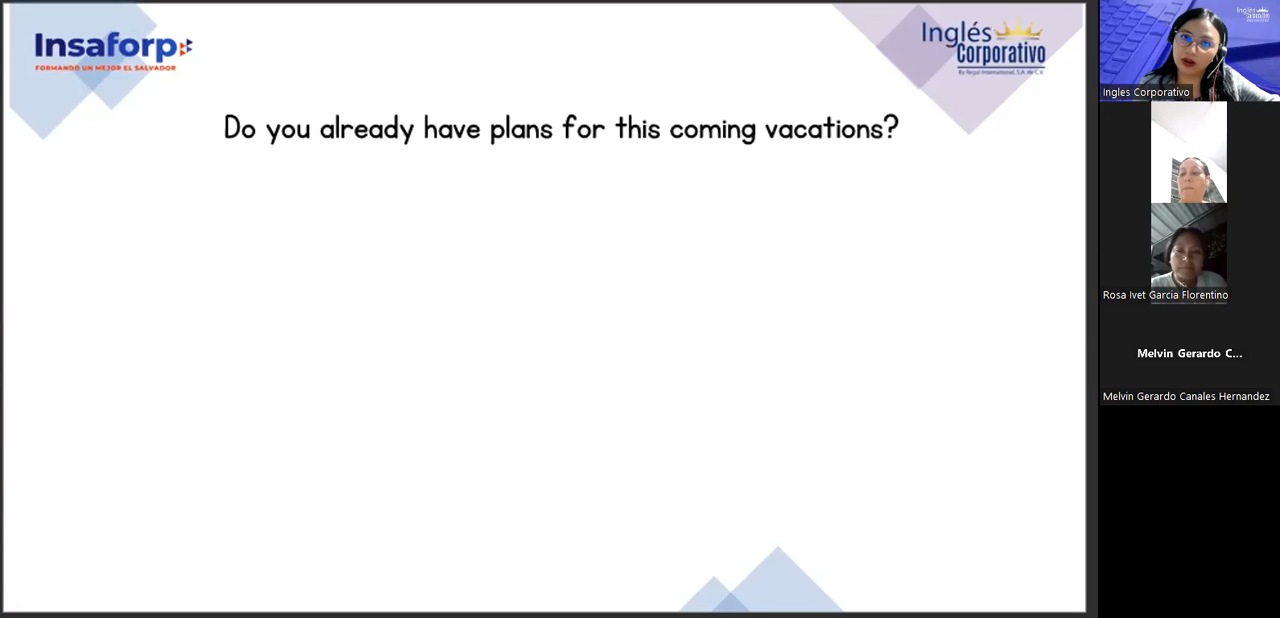 Insaforp
FORMANDO UN MEJOR EL SALVADOR
Inglés
Corporativo
By Regal International, S.A. de C.V.
Do you already have plans for this coming vacations?
Ingles Corporativo
Rosa Ivet Garcia Florentino
Melvin Gerardo C...
Melvin Gerardo Canales Hernandez